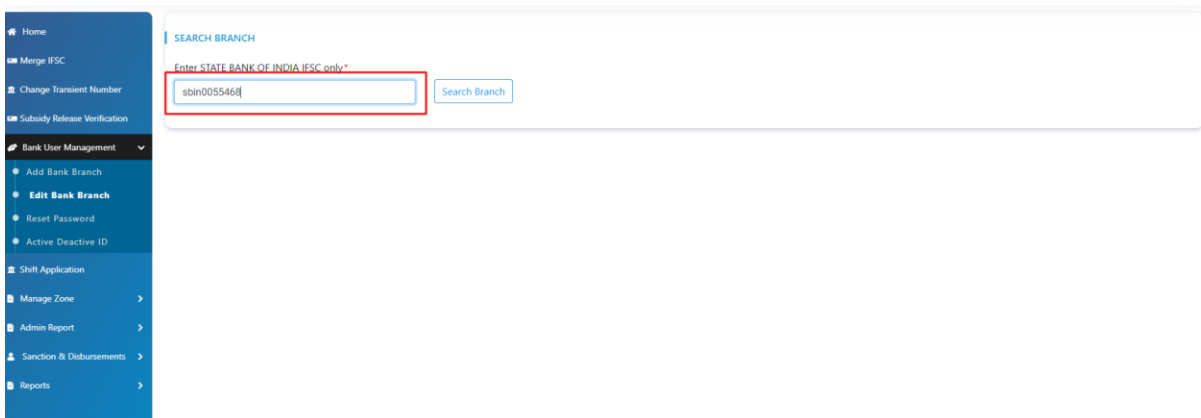 Home
Merge IFSC
Change Transient Number
Subsidy Release Verification
Bank User Management
Add Bank Branch
Edit Bank Branch
Reset Password
Active Deactive ID
Shift Application
Manage Zone
Admin Report
Sanction & Disbursements
Reports
SEARCH BRANCH
Enter STATE BANK OF INDIA IFSC only*
sbin0055468
Search Branch